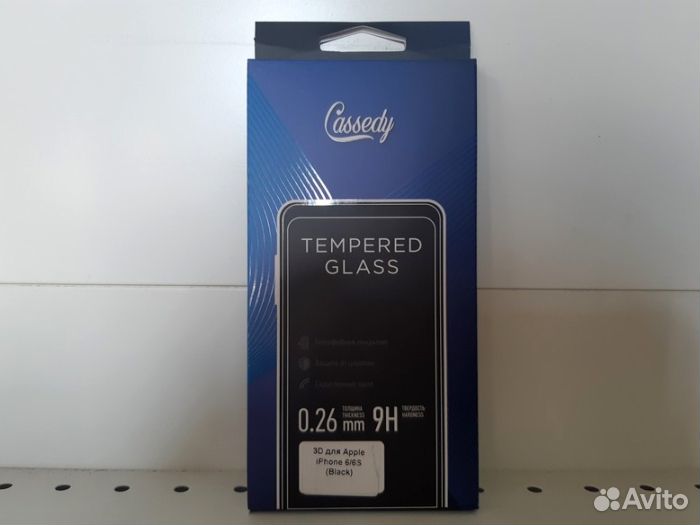 Cassedy
TEMPERED
GLASS
0.26 mm
ТОЛЩИНА
THICKNESS
9H
ТВЕРДОСТЬ
HARDNESS
3D для Apple
iPhone 6/6S
(Black)
Avito